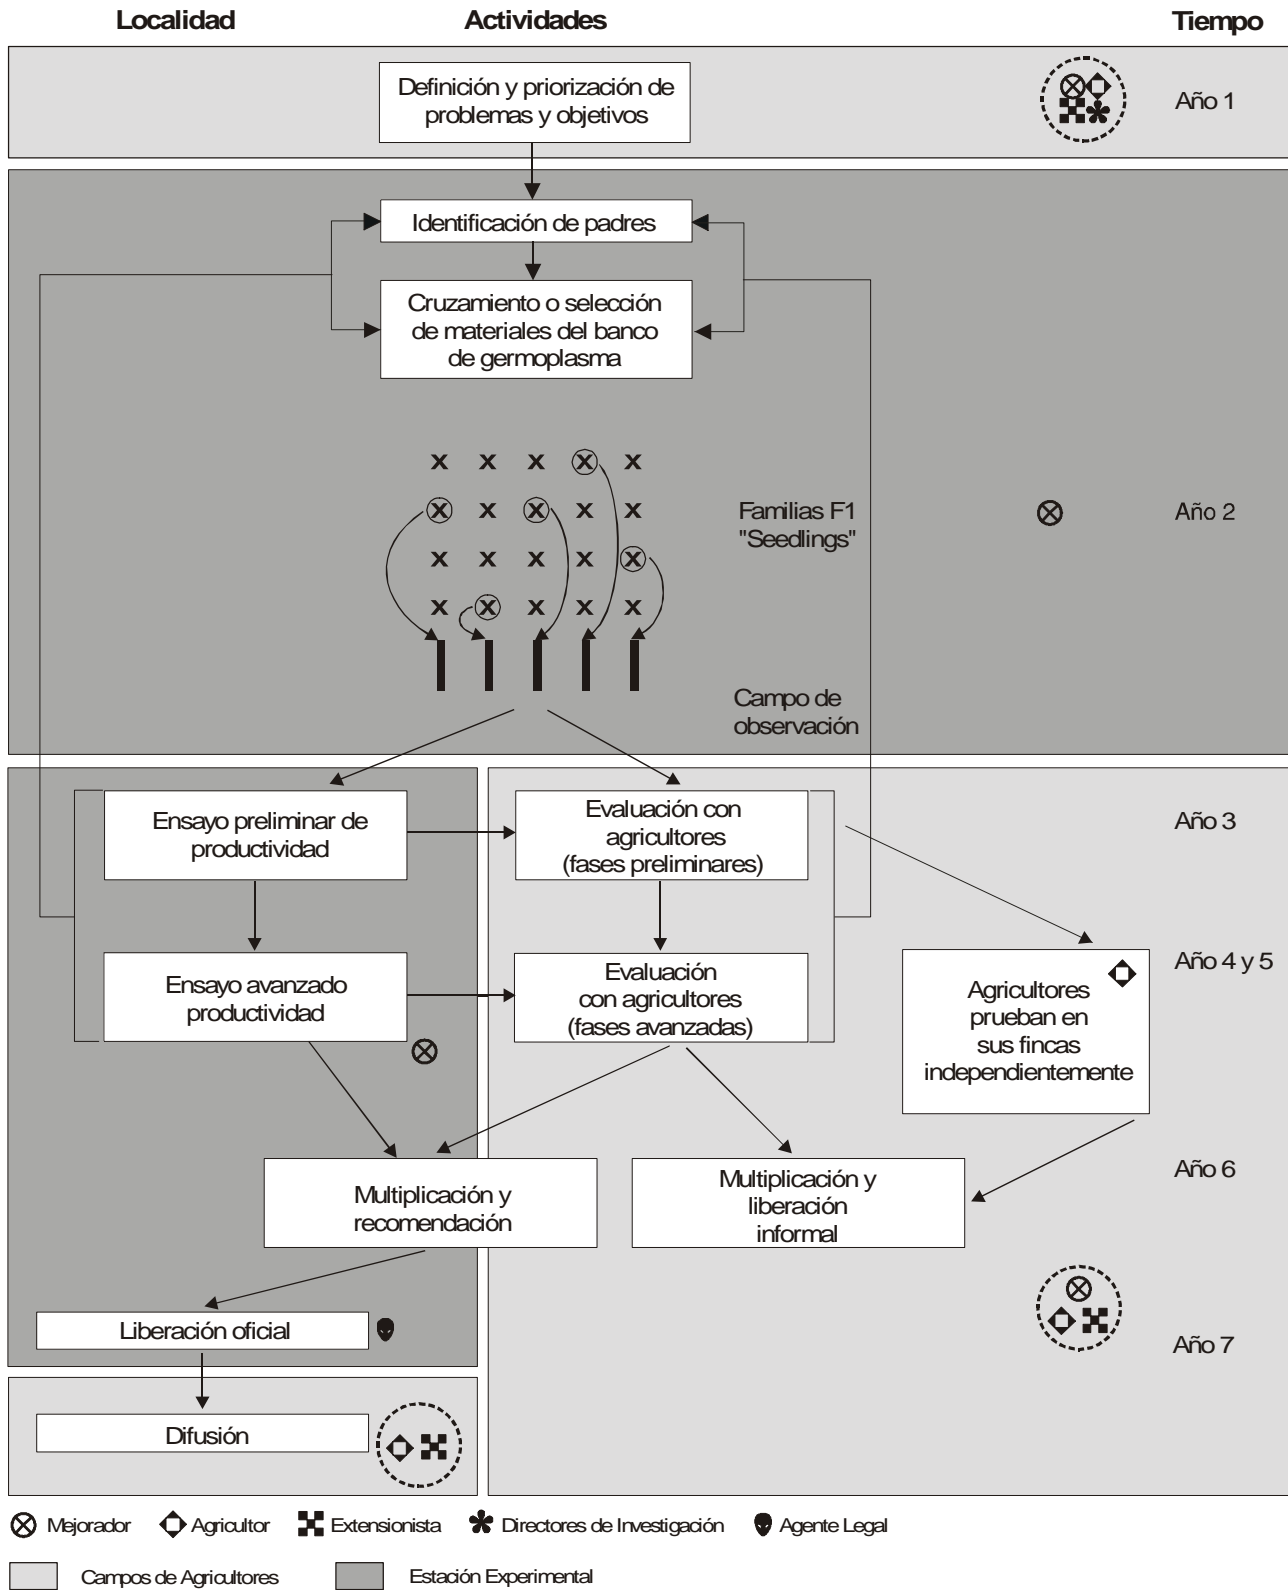 Localidad
Actividades
Tiempo
Definición y priorización de
problemas y objetivos
Año 1
Identificación de padres
Cruzamiento o selección
de materiales del banco
de germoplasma
x x x x x
x x x x x
Familias F1
"Seedlings"
Año 2
x x x x x
x x x x x
Campo de
observación
Ensayo preliminar de
productividad
Evaluación con
agricultores
(fases preliminares)
Año 3
Ensayo avanzado
productividad
Evaluación
con agricultores
(fases avanzadas)
Agricultores
prueban en
sus fincas
independientemente
Año 4 y 5
Multiplicación y
recomendación
Multiplicación y
liberación
informal
Año 6
Liberación oficial
Año 7
Difusión
Mejorador
Agricultor
Extensionista
Directores de Investigación
Agente Legal
Campos de Agricultores
Estación Experimental